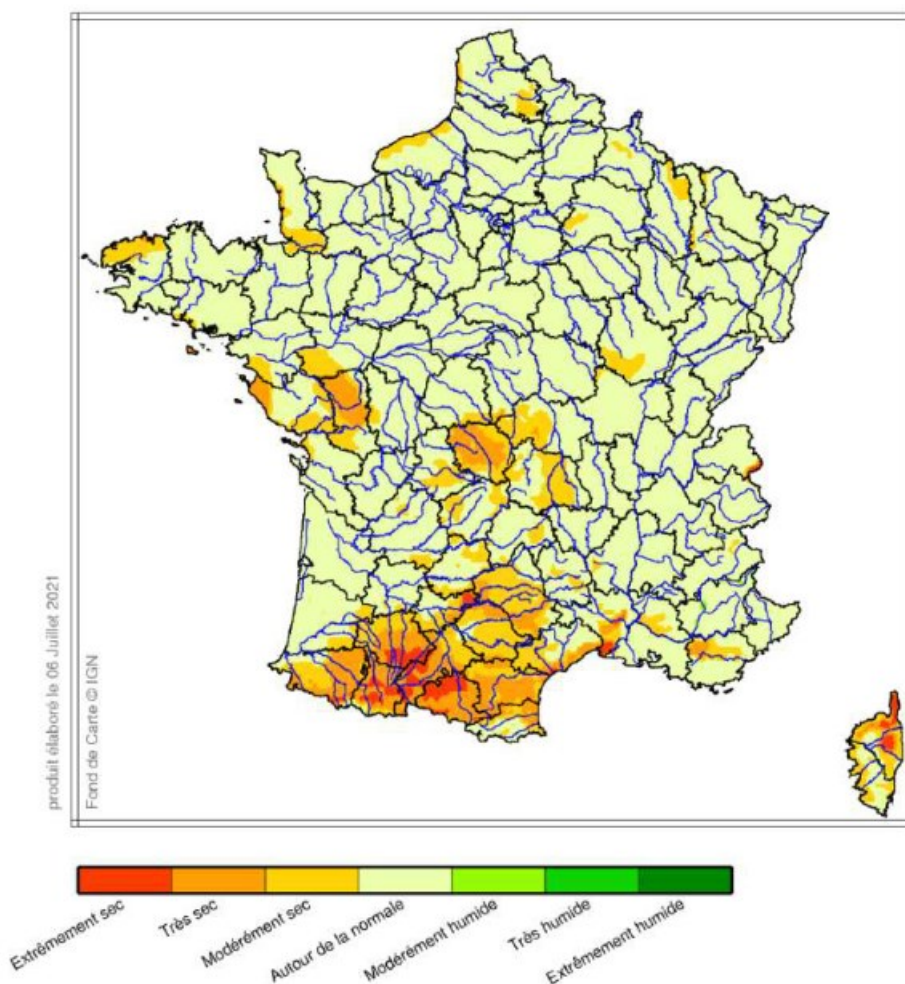 produit élaboré le 06 Juillet 2021
Fond de Carte © IGN
Extrêmement sec
Très sec
Modérément sec
Autour de la normale
Modérément humide
Très humide
Extrêmement humide